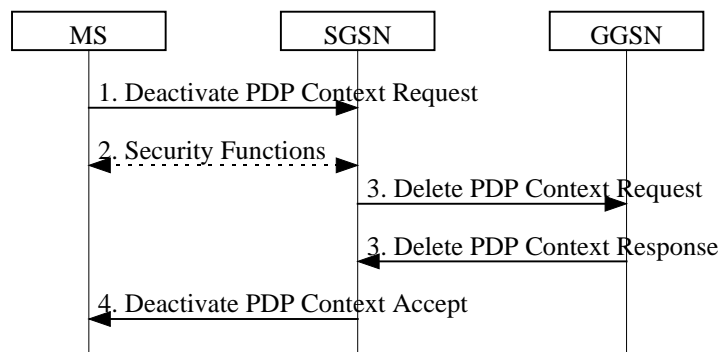 MS SGSN GGSN
1. Deactivate PDP Context Request
2. Security Functions
3. Delete PDP Context Request
3. Delete PDP Context Response
4. Deactivate PDP Context Accept